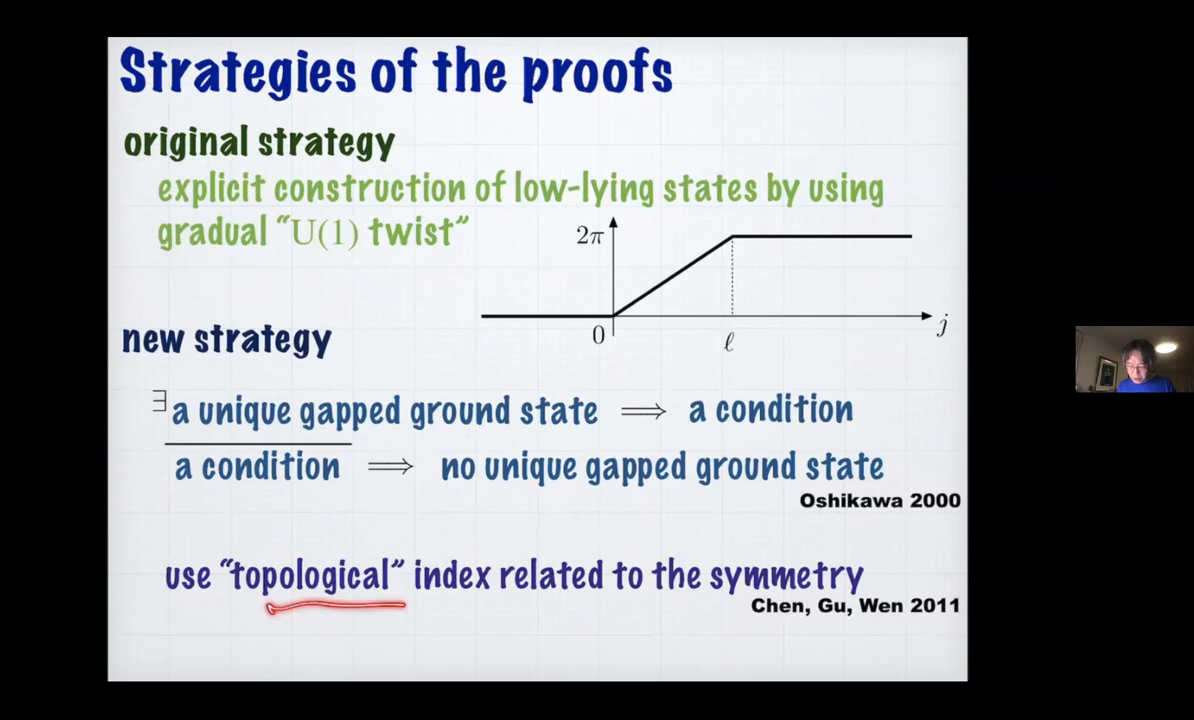 Strategies of the proofs
original strategy
explicit construction of low-lying states by using
gradual “U(1) twist”
2π
0
ℓ
j
new strategy
∃a unique gapped ground state ⟹ a condition
a condition ⟹ no unique gapped ground state
Oshikawa 2000
use “topological” index related to the symmetry
Chen, Gu, Wen 2011